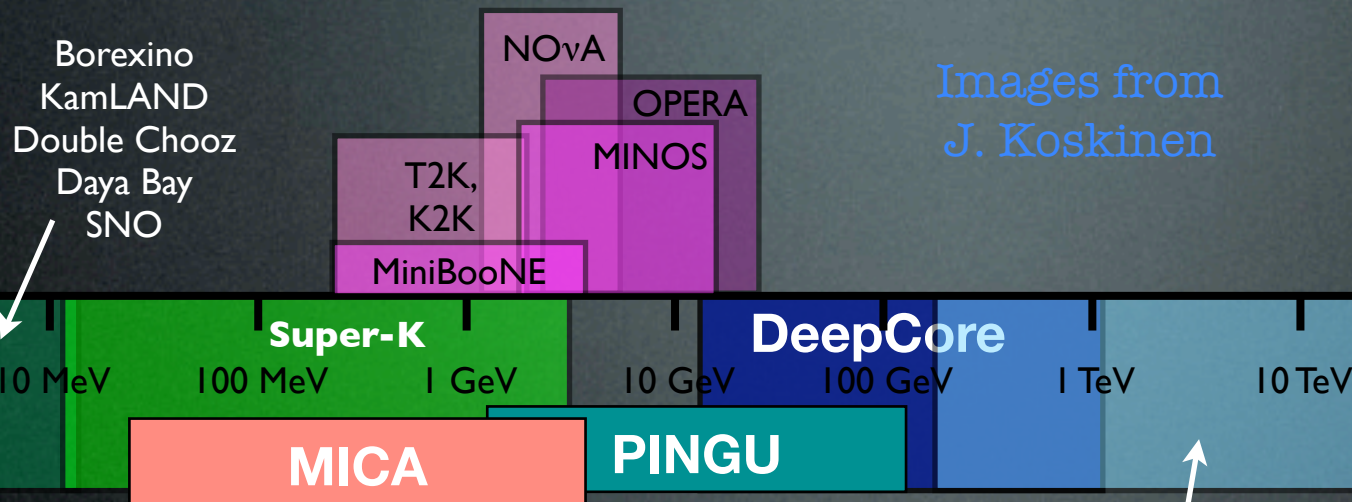 Borexino
KamLAND
Double Chooz
Daya Bay
SNO
NOνA
OPERA
MINOS
T2K,
K2K
MiniBooNE
Images from
J. Koskinen
Super-K
DeepCore
10 MeV
100 MeV
1 GeV
10 GeV
100 GeV
1 TeV
10 TeV
MICA
PINGU